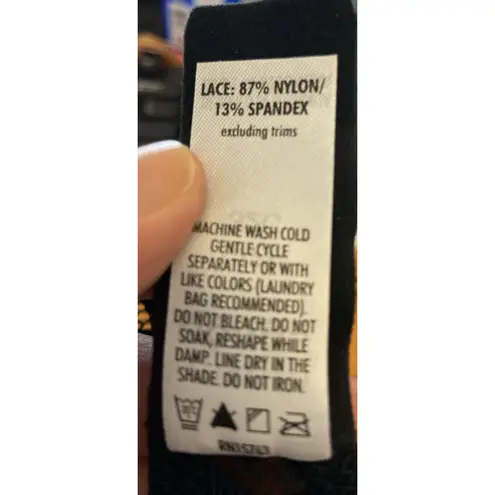 LACE: 87% NYLON/
13% SPANDEX
excluding trims
MACHINE WASH COLD
GENTLE CYCLE
SEPARATELY OR WITH
LIKE COLORS (LAUNDRY
BAG RECOMMENDED).
DO NOT BLEACH. DO NOT
SOAK, RESHAPE WHILE
DAMP. LINE DRY IN THE
SHADE. DO NOT IRON.